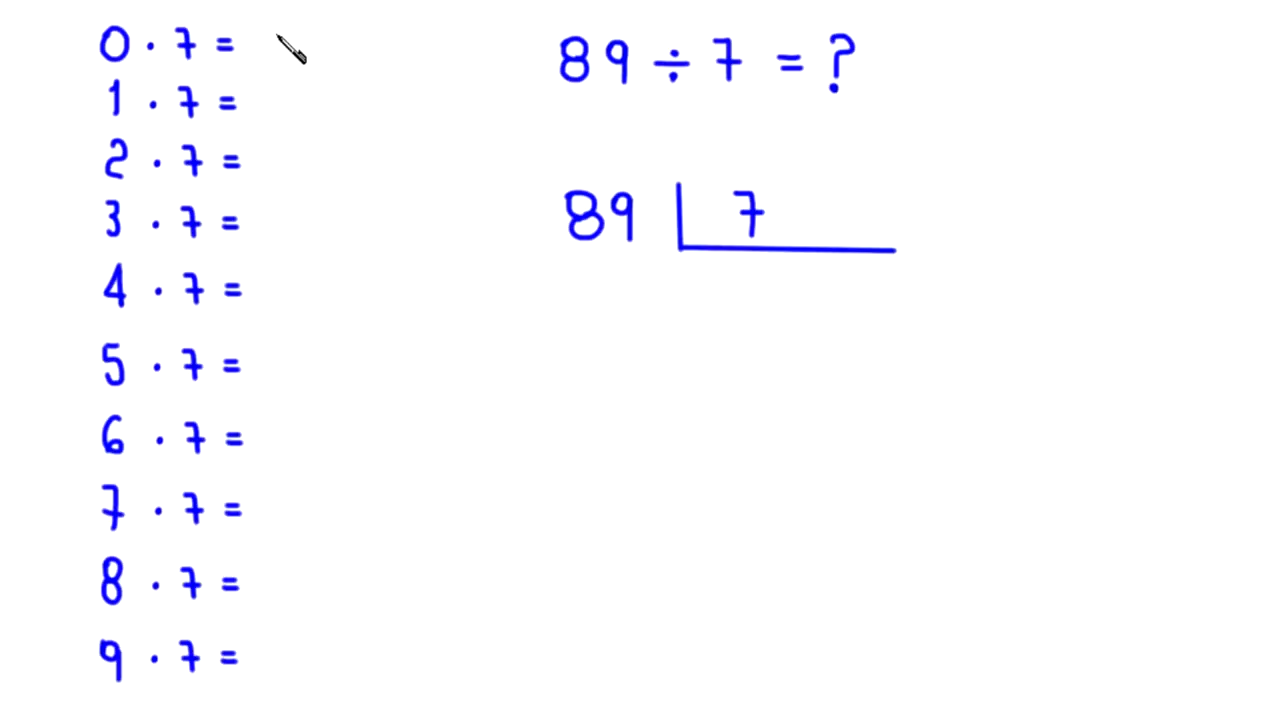 0 · 7 =
1 · 7 =
2 · 7 =
3 · 7 =
4 · 7 =
5 · 7 =
6 · 7 =
7 · 7 =
8 · 7 =
9 · 7 =
89 ÷ 7 = ?
89 | 7